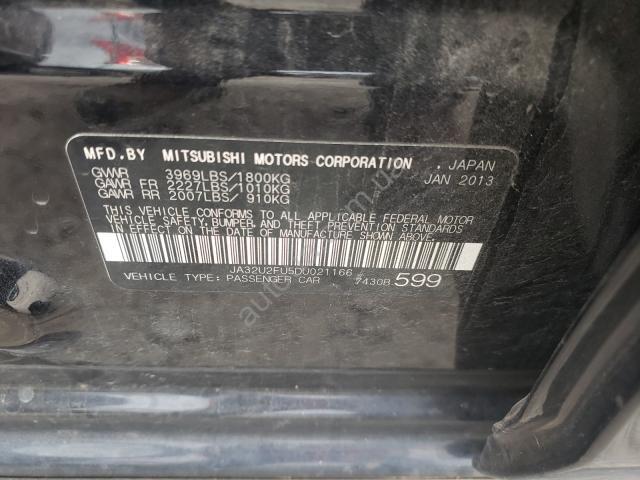 MFD.BY MITSUBISHI MOTORS CORPORATION , JAPAN
GVWR 3969LBS/1800KG JAN 2013
GAWR FR 2227LBS/1010KG
GAWR RR 2007LBS/ 910KG
THIS VEHICLE CONFORMS TO ALL APPLICABLE FEDERAL MOTOR
VEHICLE SAFETY, BUMPER, AND THEFT PREVENTION STANDARDS
IN EFFECT ON THE DATE OF MANUFACTURE SHOWN ABOVE.
JA32U2FU5DU021166
VEHICLE TYPE: PASSENGER CAR 7430B 599